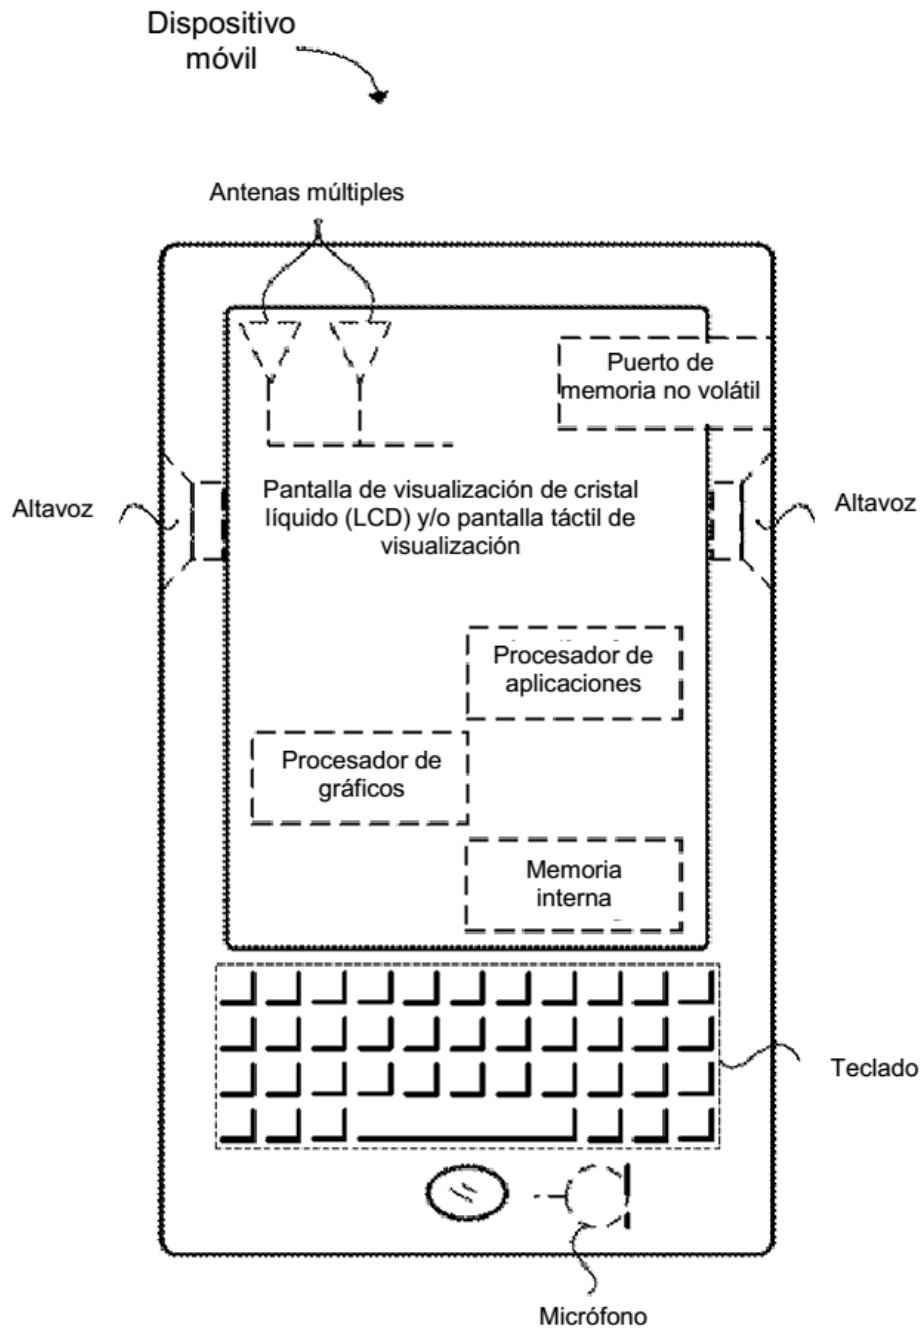 Dispositivo
móvil
Antenas múltiples
Puerto de
memoria no volátil
Altavoz
Pantalla de visualización de cristal
líquido (LCD) y/o pantalla táctil de
visualización
Altavoz
Procesador de
aplicaciones
Procesador de
gráficos
Memoria
interna
Teclado
Micrófono